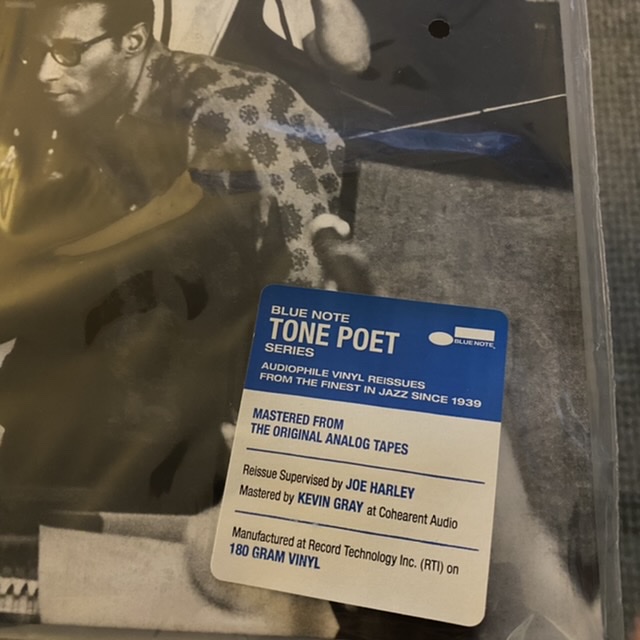 BLUE NOTE
TONE POET
SERIES
BLUE NOTE
AUDIOPHILE VINYL REISSUES
FROM THE FINEST IN JAZZ SINCE 1939
MASTERED FROM
THE ORIGINAL ANALOG TAPES
Reissue Supervised by JOE HARLEY
Mastered by KEVIN GRAY at Cohearent Audio
Manufactured at Record Technology Inc. (RTI) on
180 GRAM VINYL